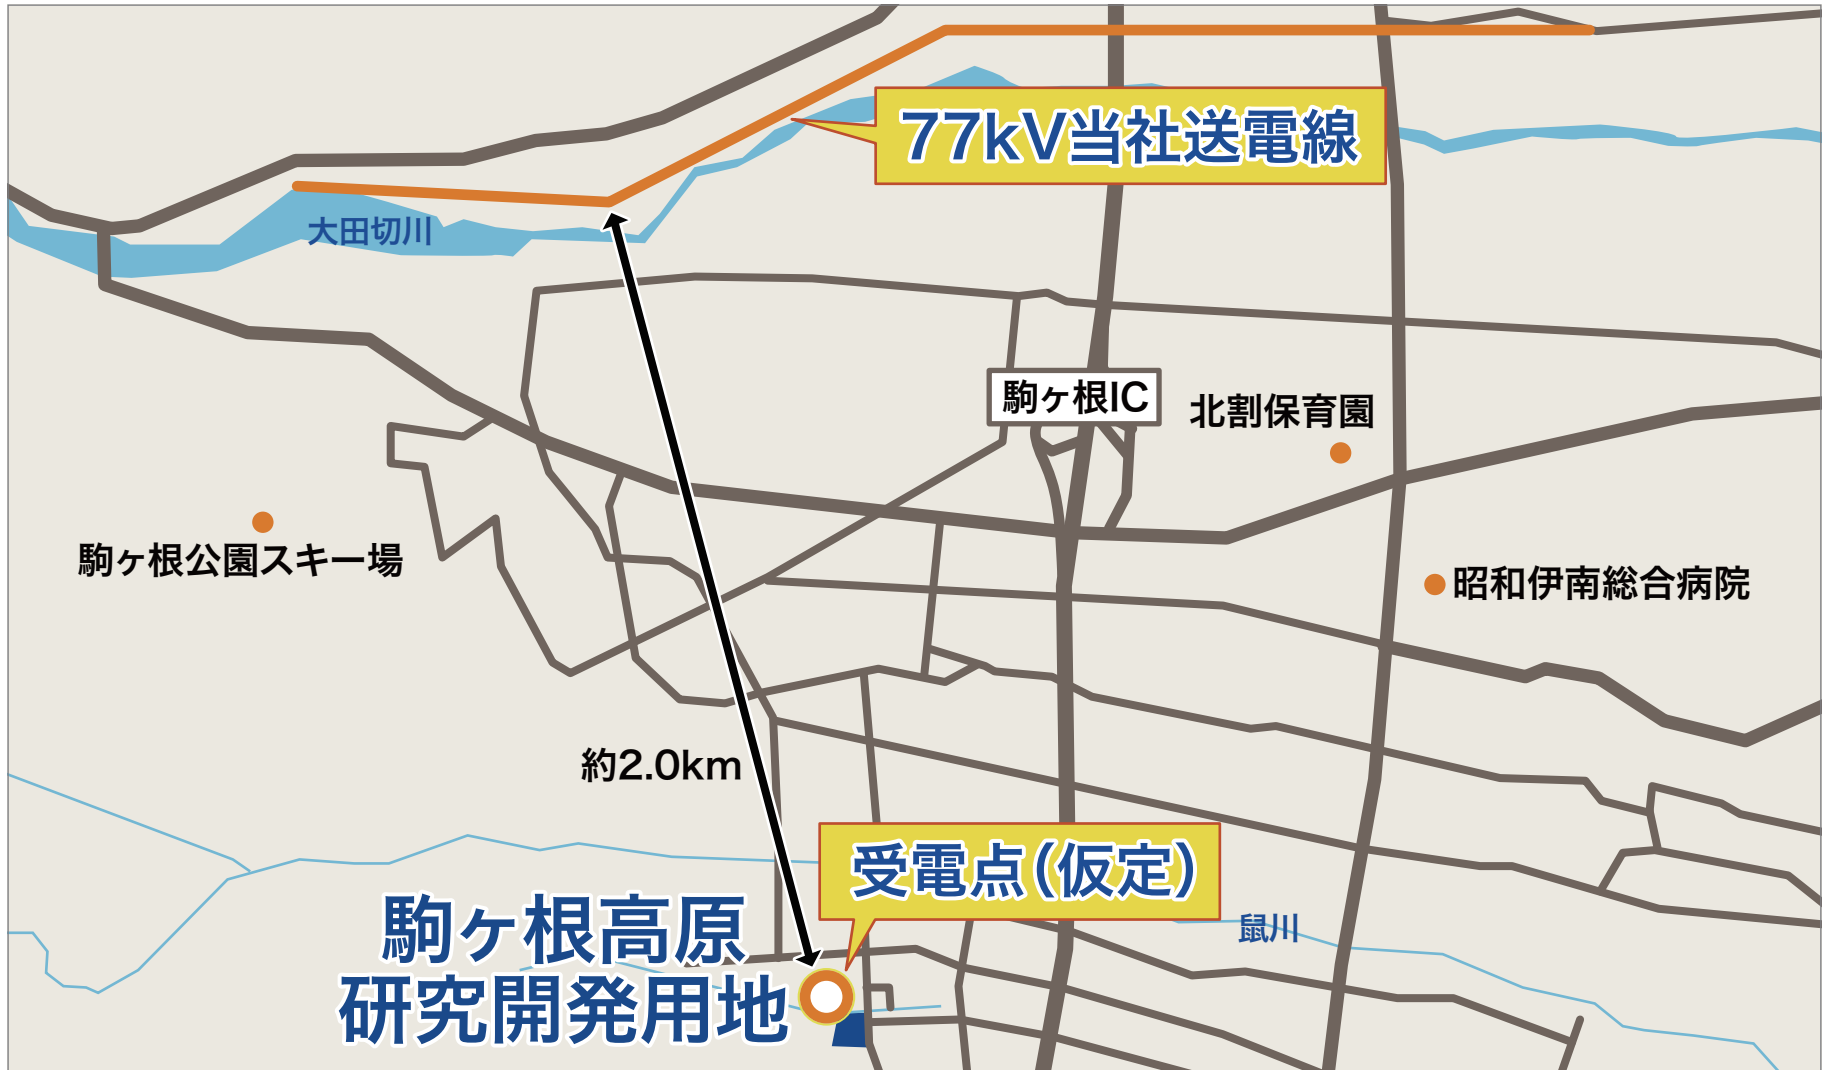 77kV当社送電線
大田切川
駒ヶ根IC
北割保育園
駒ヶ根公園スキー場
昭和伊南総合病院
約2.0km
受電点(仮定)
駒ヶ根高原
研究開発用地
鼠川